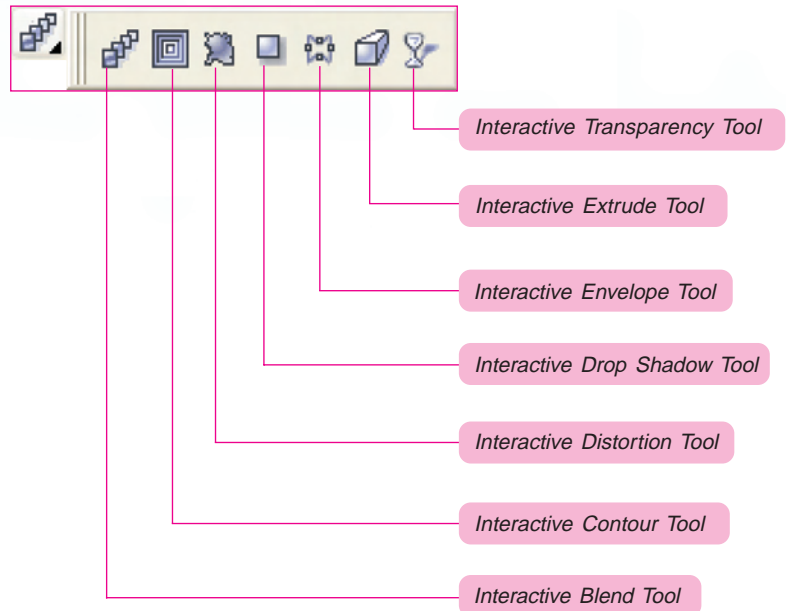 Interactive Transparency Tool
Interactive Extrude Tool
Interactive Envelope Tool
Interactive Drop Shadow Tool
Interactive Distortion Tool
Interactive Contour Tool
Interactive Blend Tool